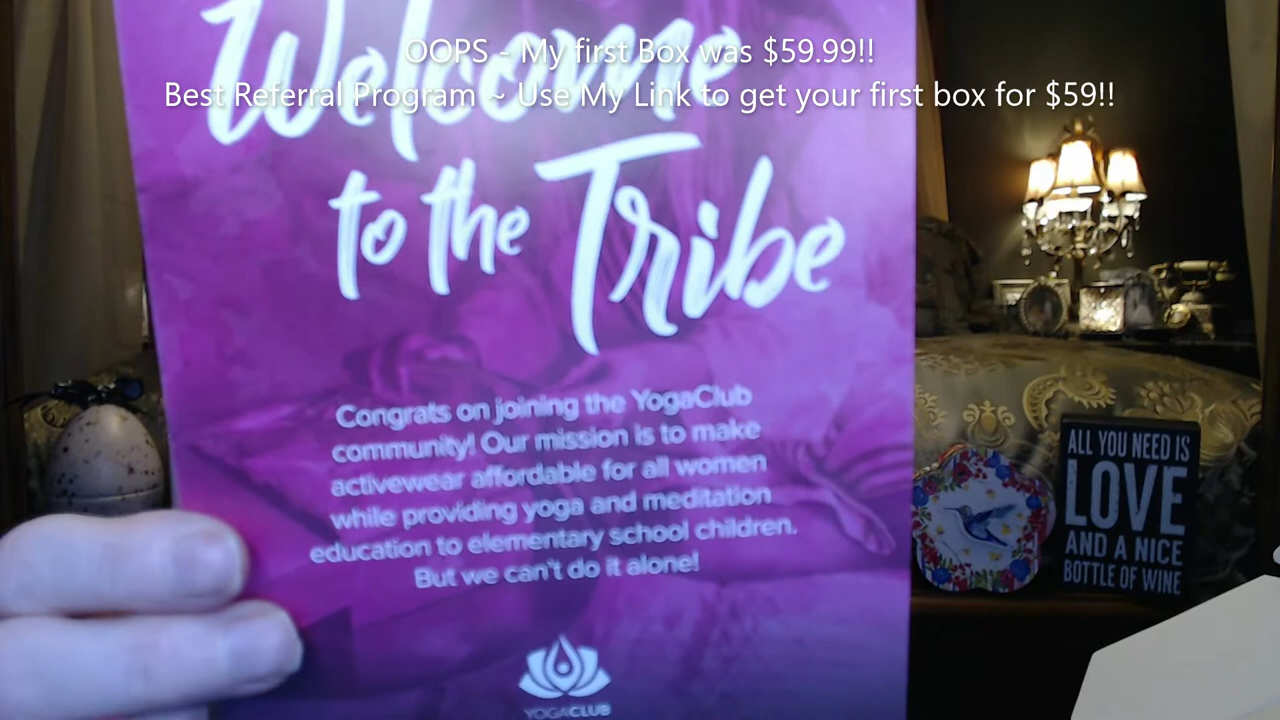 OOPS - My first Box was $59.99!!
Best Referral Program ~ Use My Link to get your first box for $59!!
Welcome
to the Tribe
Congrats on joining the YogaClub
community! Our mission is to make
activewear affordable for all women
while providing yoga and meditation
education to elementary school children.
But we can't do it alone!
YOGACLUB
ALL YOU NEED IS
LOVE
AND A NICE
BOTTLE OF WINE